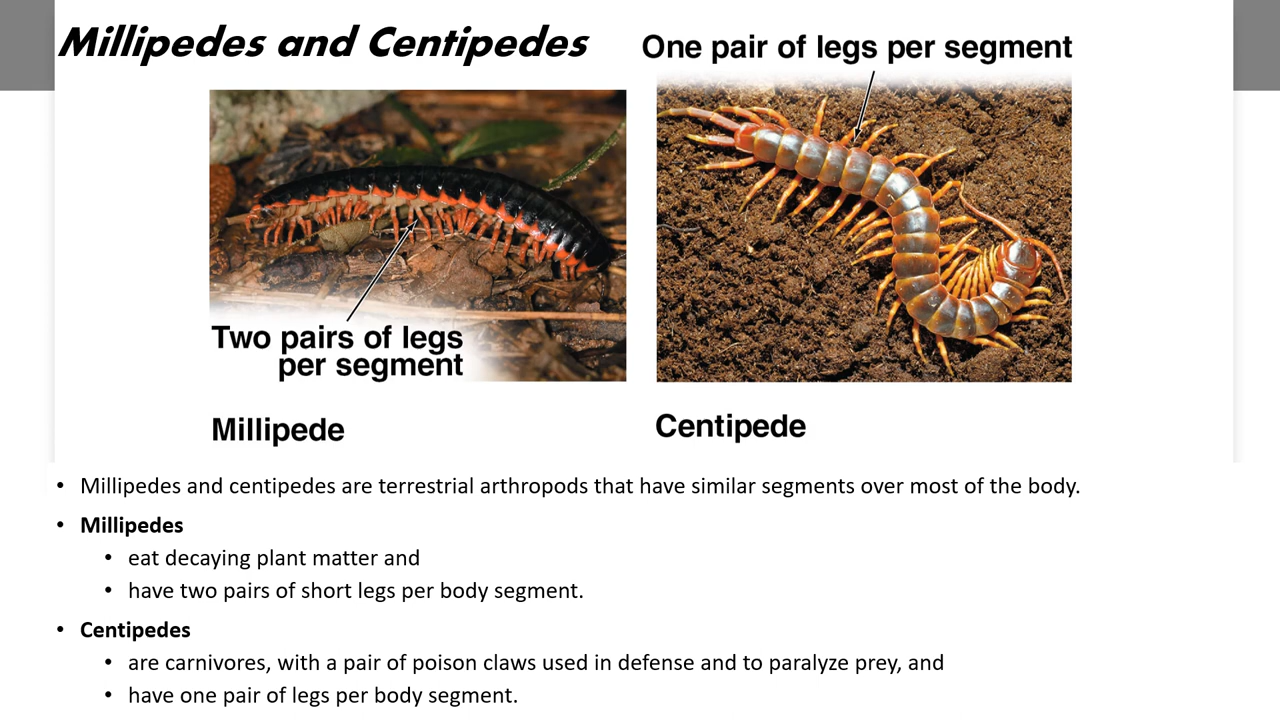 Millipedes and Centipedes
One pair of legs per segment
Two pairs of legs
per segment
Millipede
Centipede
• Millipedes and centipedes are terrestrial arthropods that have similar segments over most of the body.
• Millipedes
• eat decaying plant matter and
• have two pairs of short legs per body segment.
• Centipedes
• are carnivores, with a pair of poison claws used in defense and to paralyze prey, and
• have one pair of legs per body segment.